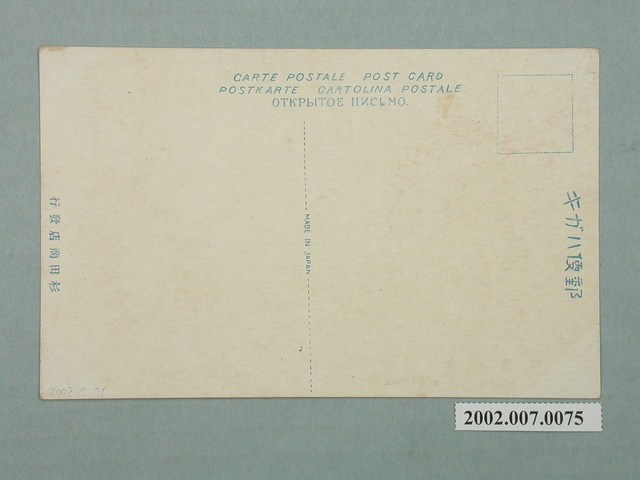 CARTE POSTALE POST CARD
POSTKARTE CARTOLINA POSTALE
ОТКРЫТОЕ ПИСЬМО.
キガハ便郵
MADE IN JAPAN
行發店商田杉
2002.007.0075